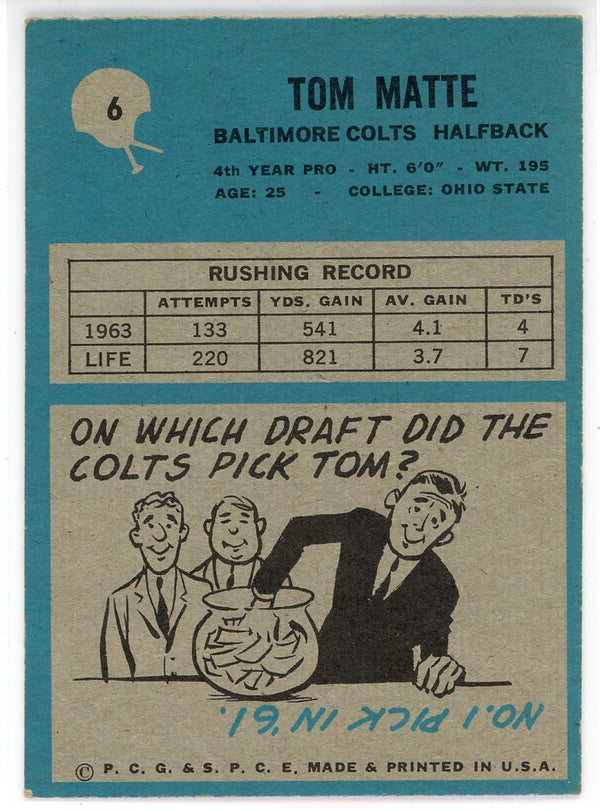 6
TOM MATTE
BALTIMORE COLTS HALFBACK
4th YEAR PRO - HT. 6'0" - WT. 195
AGE: 25 - COLLEGE: OHIO STATE
RUSHING RECORD
ATTEMPTS YDS. GAIN AV. GAIN TD'S
1963 133 541 4.1 4
LIFE 220 821 3.7 7
ON WHICH DRAFT DID THE
COLTS PICK TOM?
NO. 1 PICK IN '61.
© P. C. G. & S. P. C. E. MADE & PRINTED IN U.S.A.